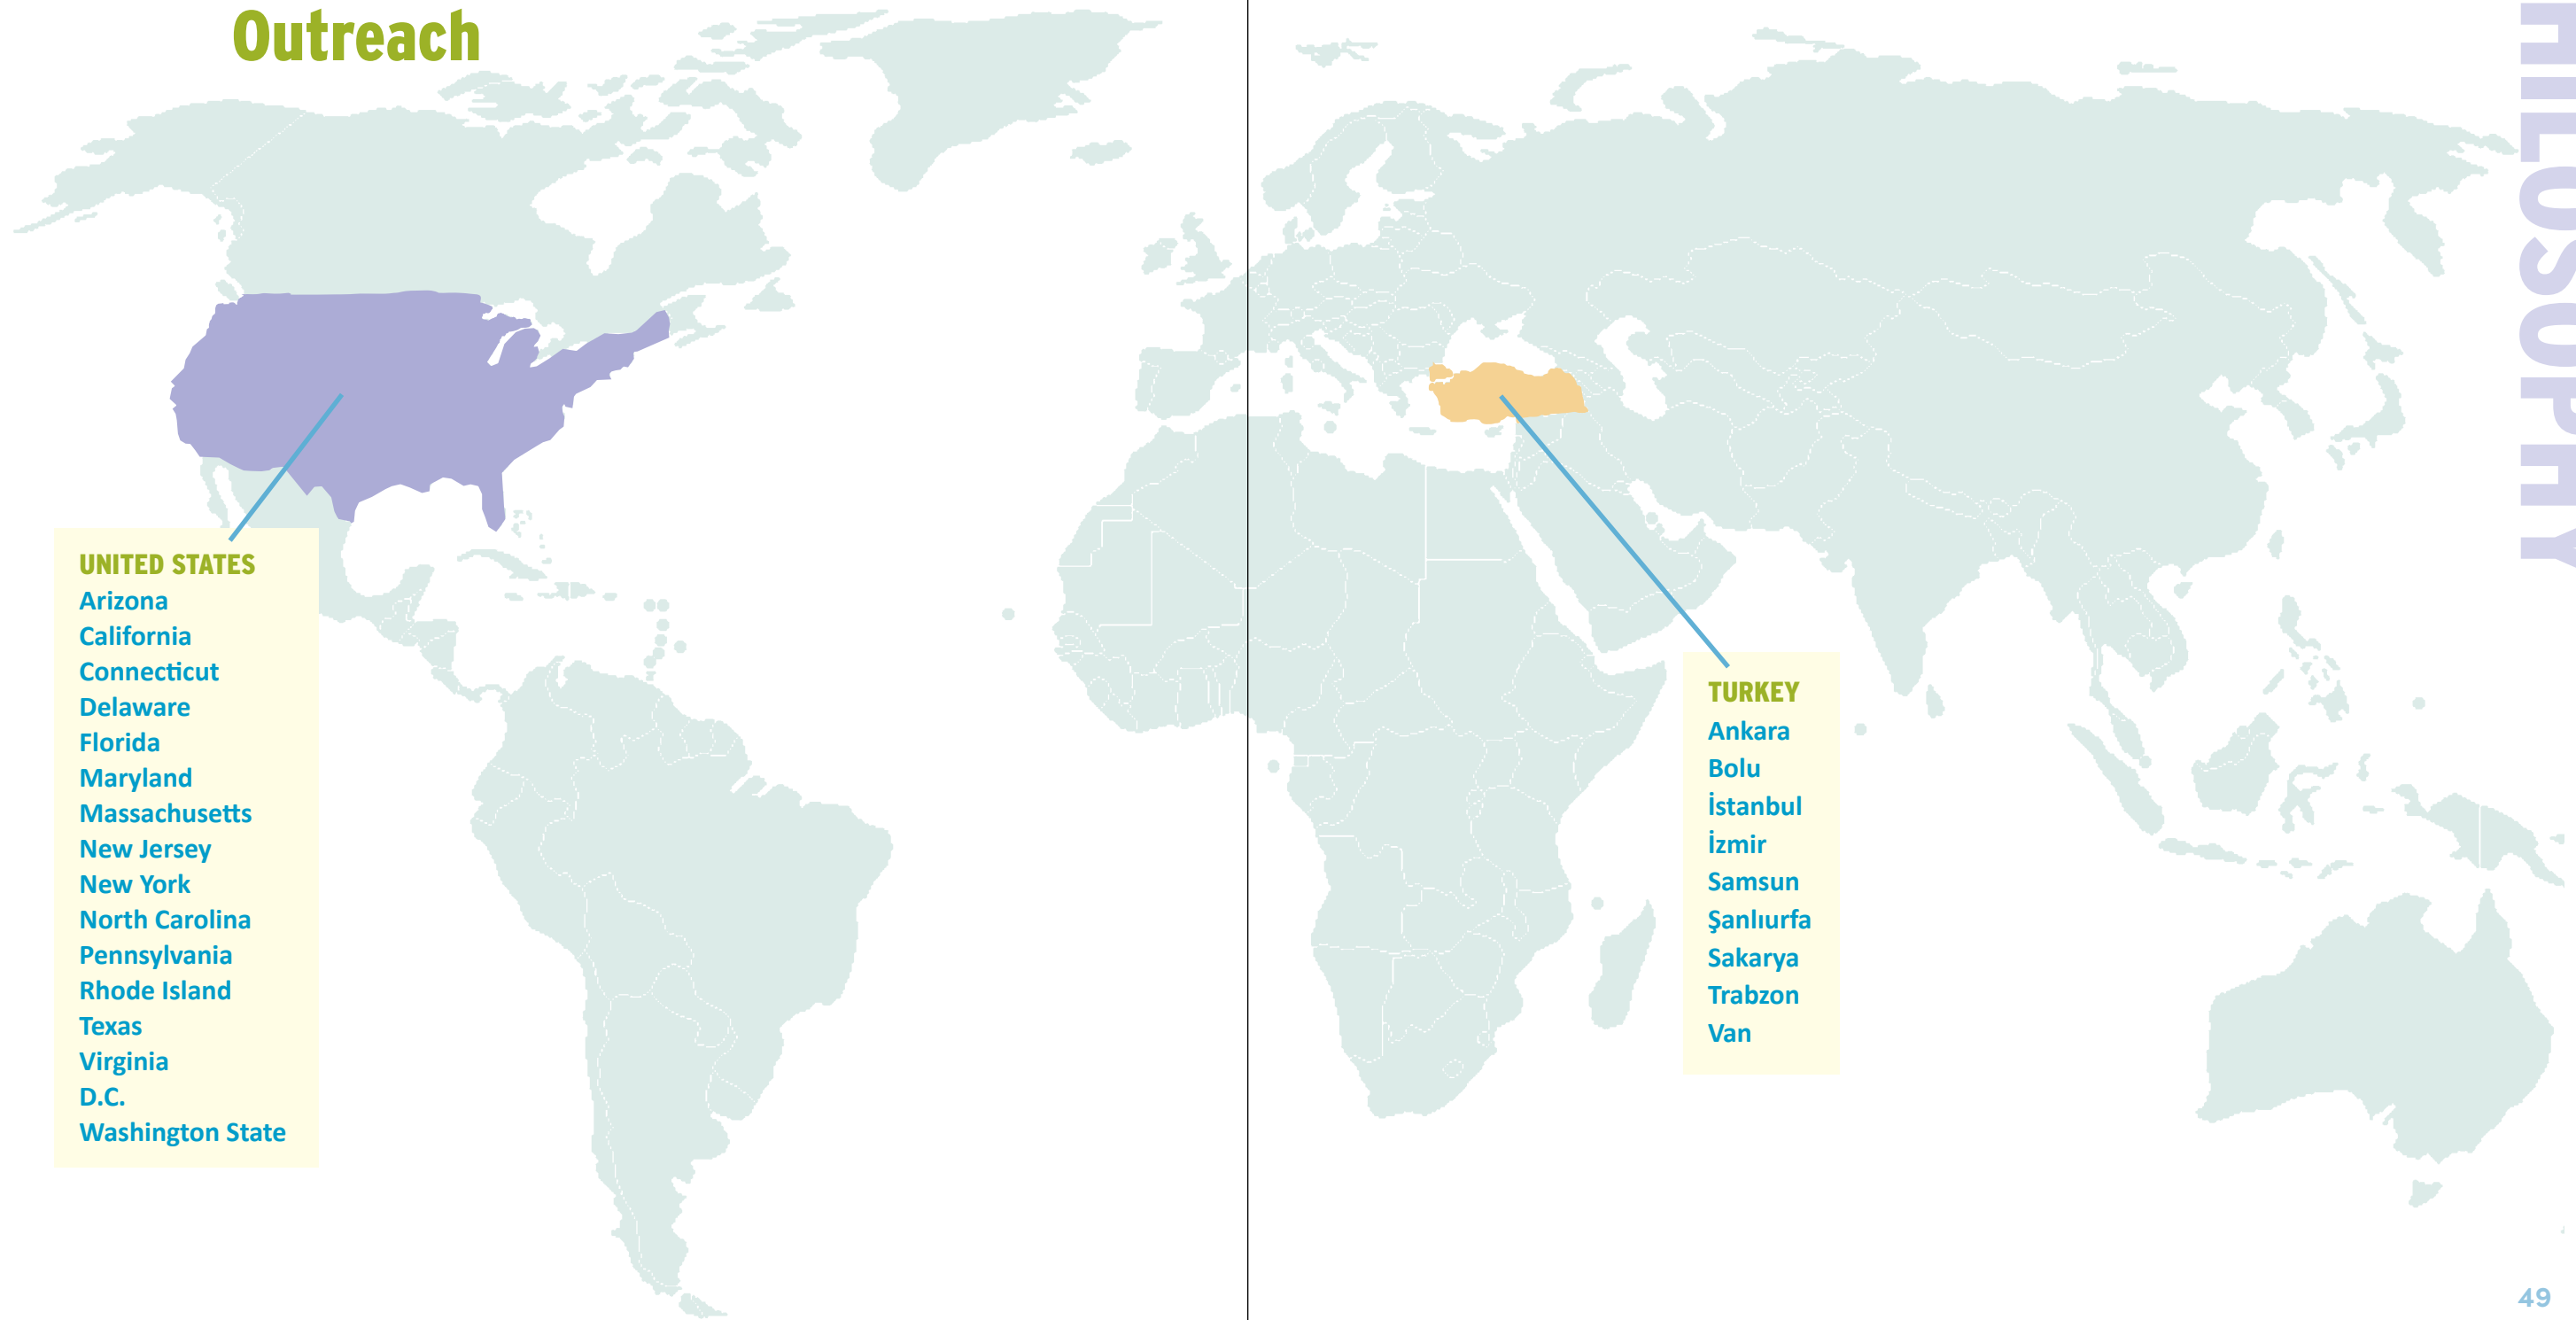 Outreach
UNITED STATES
Arizona
California
Connecticut
Delaware
Florida
Maryland
Massachusetts
New Jersey
New York
North Carolina
Pennsylvania
Rhode Island
Texas
Virginia
D.C.
Washington State
TURKEY
Ankara
Bolu
İstanbul
İzmir
Samsun
Şanlıurfa
Sakarya
Trabzon
Van
HILOSOPHY
49